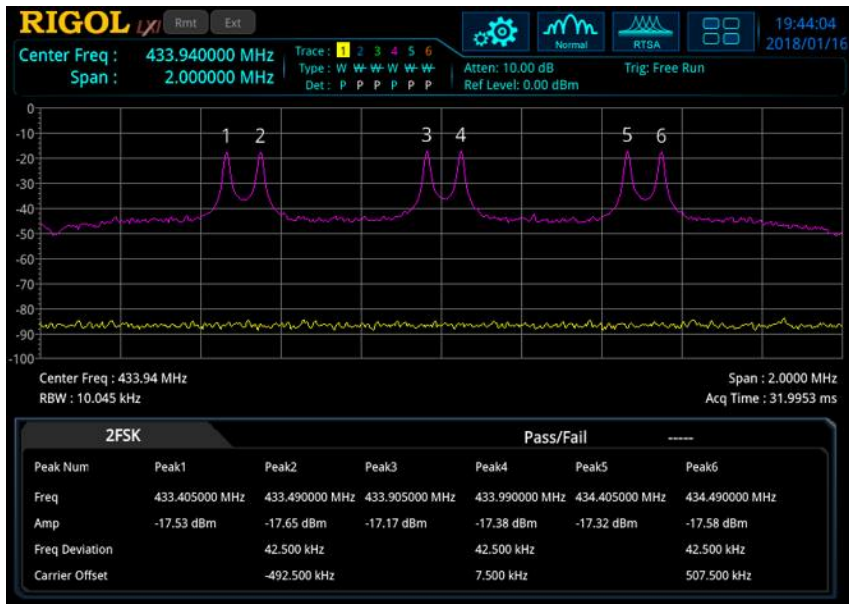 RIGOL LXI Rmt Ext
19:44:04
2018/01/16
Normal RTSA
Center Freq : 433.940000 MHz
Span : 2.000000 MHz
Trace : 1 2 3 4 5 6
Type : W W W W W W
Det : P P P P P P
Atten: 10.00 dB
Ref Level: 0.00 dBm
Trig: Free Run
0
-10
-20
-30
-40
-50
-60
-70
-80
-90
-100
1 2 3 4 5 6
Center Freq : 433.94 MHz Span : 2.0000 MHz
RBW : 10.045 kHz Acq Time : 31.9953 ms
2FSK Pass/Fail -----
Peak Num Peak1 Peak2 Peak3 Peak4 Peak5 Peak6
Freq 433.405000 MHz 433.490000 MHz 433.905000 MHz 433.990000 MHz 434.405000 MHz 434.490000 MHz
Amp -17.53 dBm -17.65 dBm -17.17 dBm -17.38 dBm -17.32 dBm -17.58 dBm
Freq Deviation 42.500 kHz 42.500 kHz 42.500 kHz
Carrier Offset -492.500 kHz 7.500 kHz 507.500 kHz